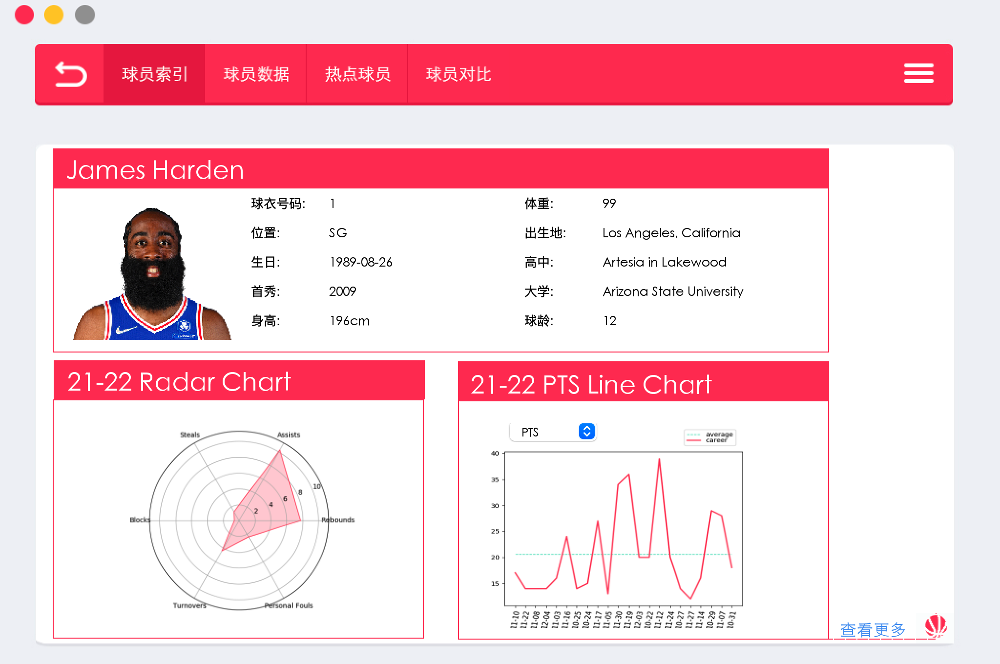 球员索引 球员数据 热点球员 球员对比
James Harden
球衣号码: 1 体重: 99
位置: SG 出生地: Los Angeles, California
生日: 1989-08-26 高中: Artesia in Lakewood
首秀: 2009 大学: Arizona State University
身高: 196cm 球龄: 12
21-22 Radar Chart
Steals
Assists
10
8
6
4
2
Blocks
Rebounds
Turnovers
Personal Fouls
21-22 PTS Line Chart
PTS
average
career
40
35
30
25
20
15
11-10
11-22
11-08
12-04
11-03
11-16
10-25
10-24
11-17
11-05
11-30
11-19
12-03
10-22
11-12
11-24
10-27
11-27
11-14
10-29
11-07
10-31
查看更多